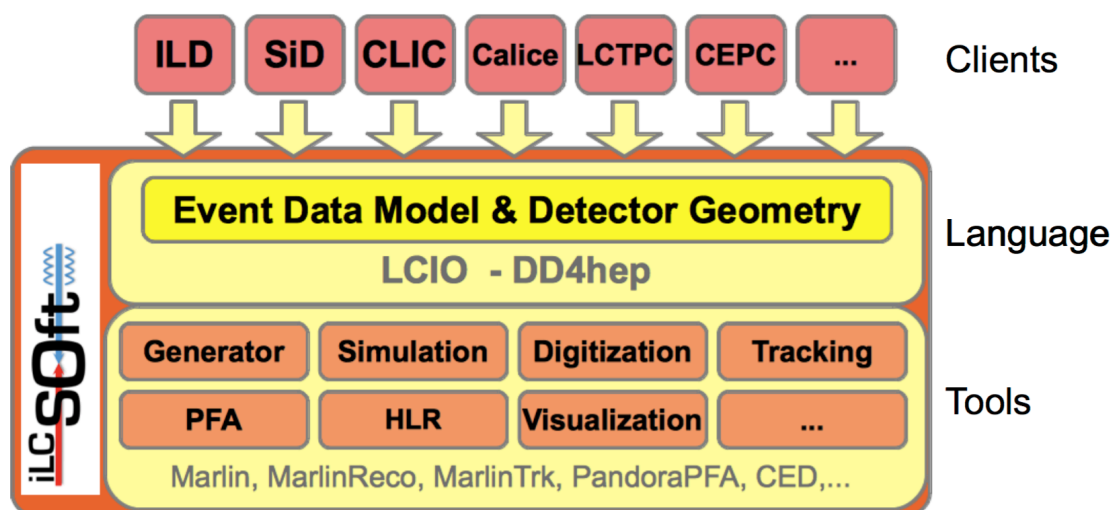 ILD SiD CLIC Calice LCTPC CEPC ... Clients
Event Data Model & Detector Geometry
Language
LCIO - DD4hep
iLCSOft
Generator Simulation Digitization Tracking
Tools
PFA HLR Visualization ...
Marlin, MarlinReco, MarlinTrk, PandoraPFA, CED,...